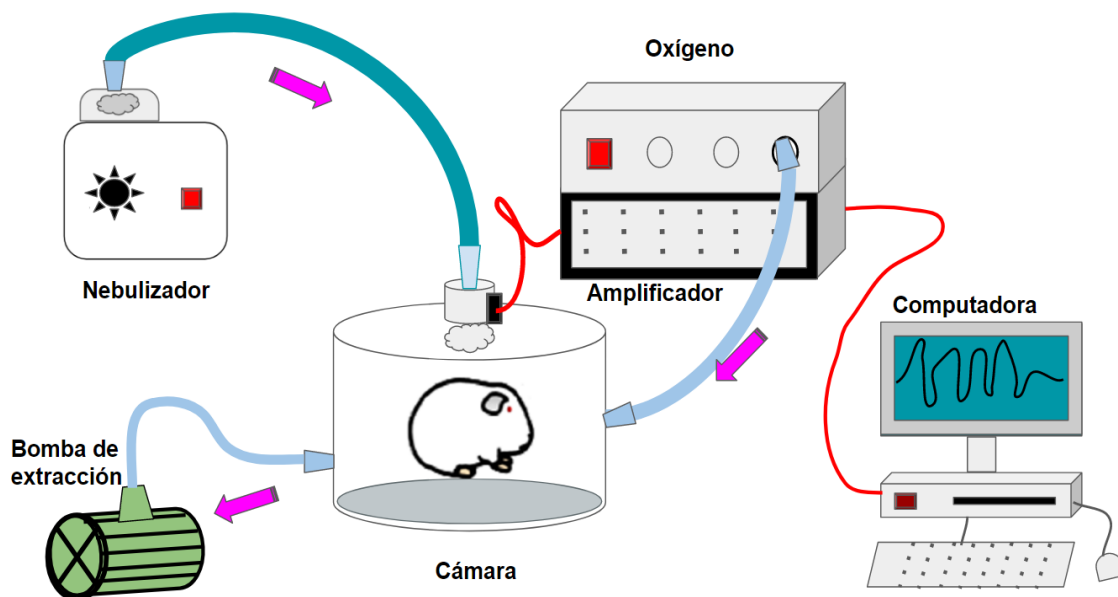 Oxígeno
Nebulizador
Amplificador
Computadora
Bomba de
extracción
Cámara